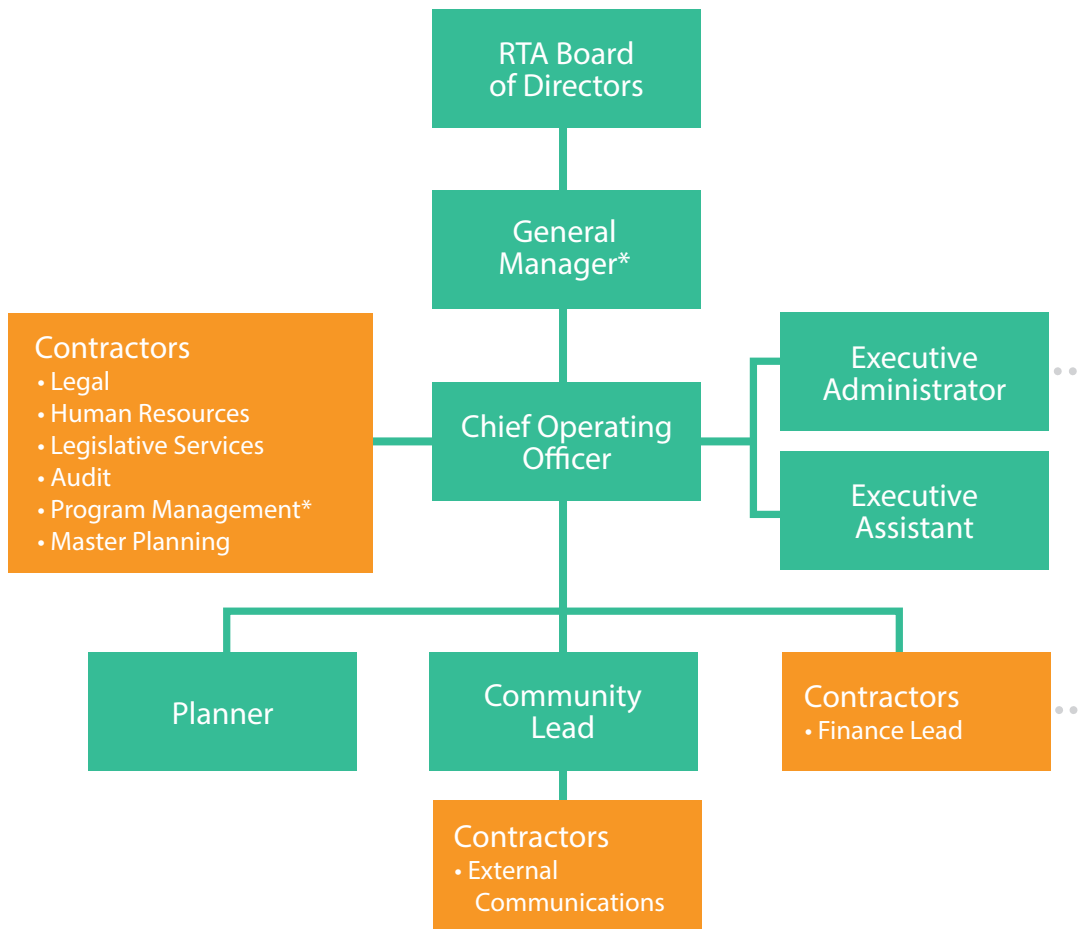 RTA Board
of Directors
General
Manager*
Contractors
• Legal
• Human Resources
• Legislative Services
• Audit
• Program Management*
• Master Planning
Chief Operating
Officer
Executive
Administrator
Executive
Assistant
Planner
Community
Lead
Contractors
• Finance Lead
Contractors
• External
Communications